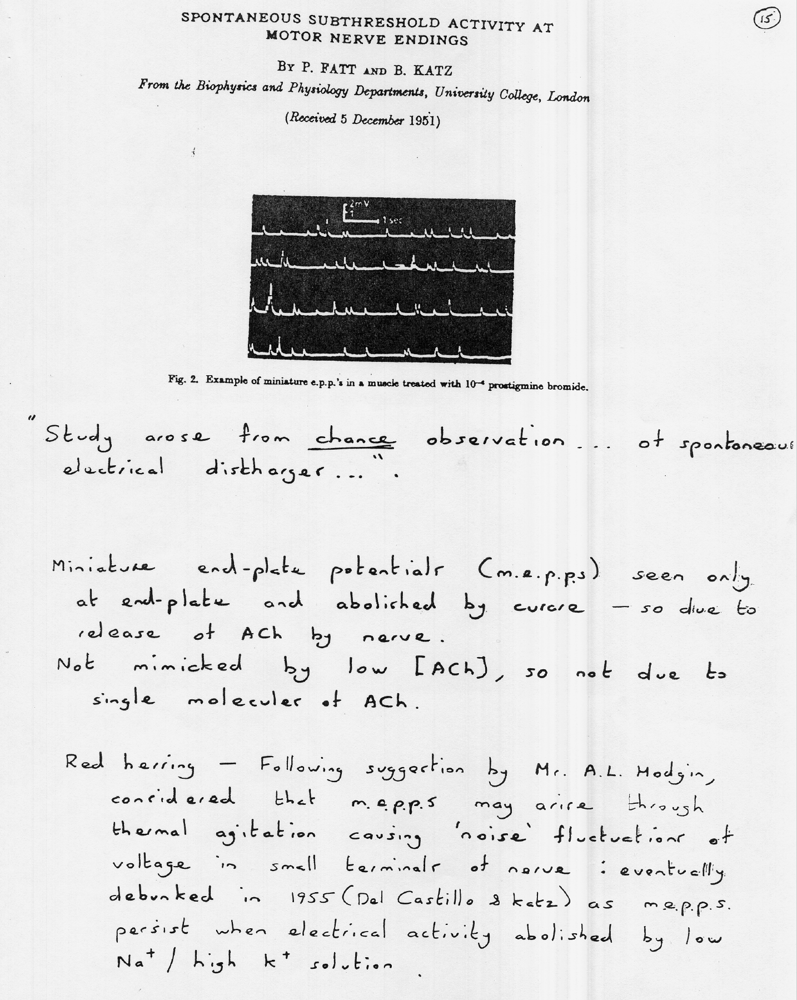 15.
SPONTANEOUS SUBTHRESHOLD ACTIVITY AT
MOTOR NERVE ENDINGS
BY P. FATT AND B. KATZ
From the Biophysics and Physiology Departments, University College, London
(Received 5 December 1951)
2mV
1
1 sec
Fig. 2. Example of miniature e.p.p.'s in a muscle treated with 10⁻⁶ prostigmine bromide.
"Study arose from chance observation ... of spontaneous
electrical discharges ...".
Miniature end-plate potentials (m.e.p.p.s) seen only
at end-plate and abolished by curare – so due to
release of ACh by nerve.
Not mimicked by low [ACh], so not due to
single molecules of ACh.
Red herring – Following suggestion by Mr. A.L. Hodgin,
considered that m.e.p.p.s may arise through
thermal agitation causing 'noise' fluctuations of
voltage in small terminals of nerve : eventually
debunked in 1955 (Del Castillo & Katz) as m.e.p.p.s.
persist when electrical activity abolished by low
Na⁺ / high K⁺ solution.